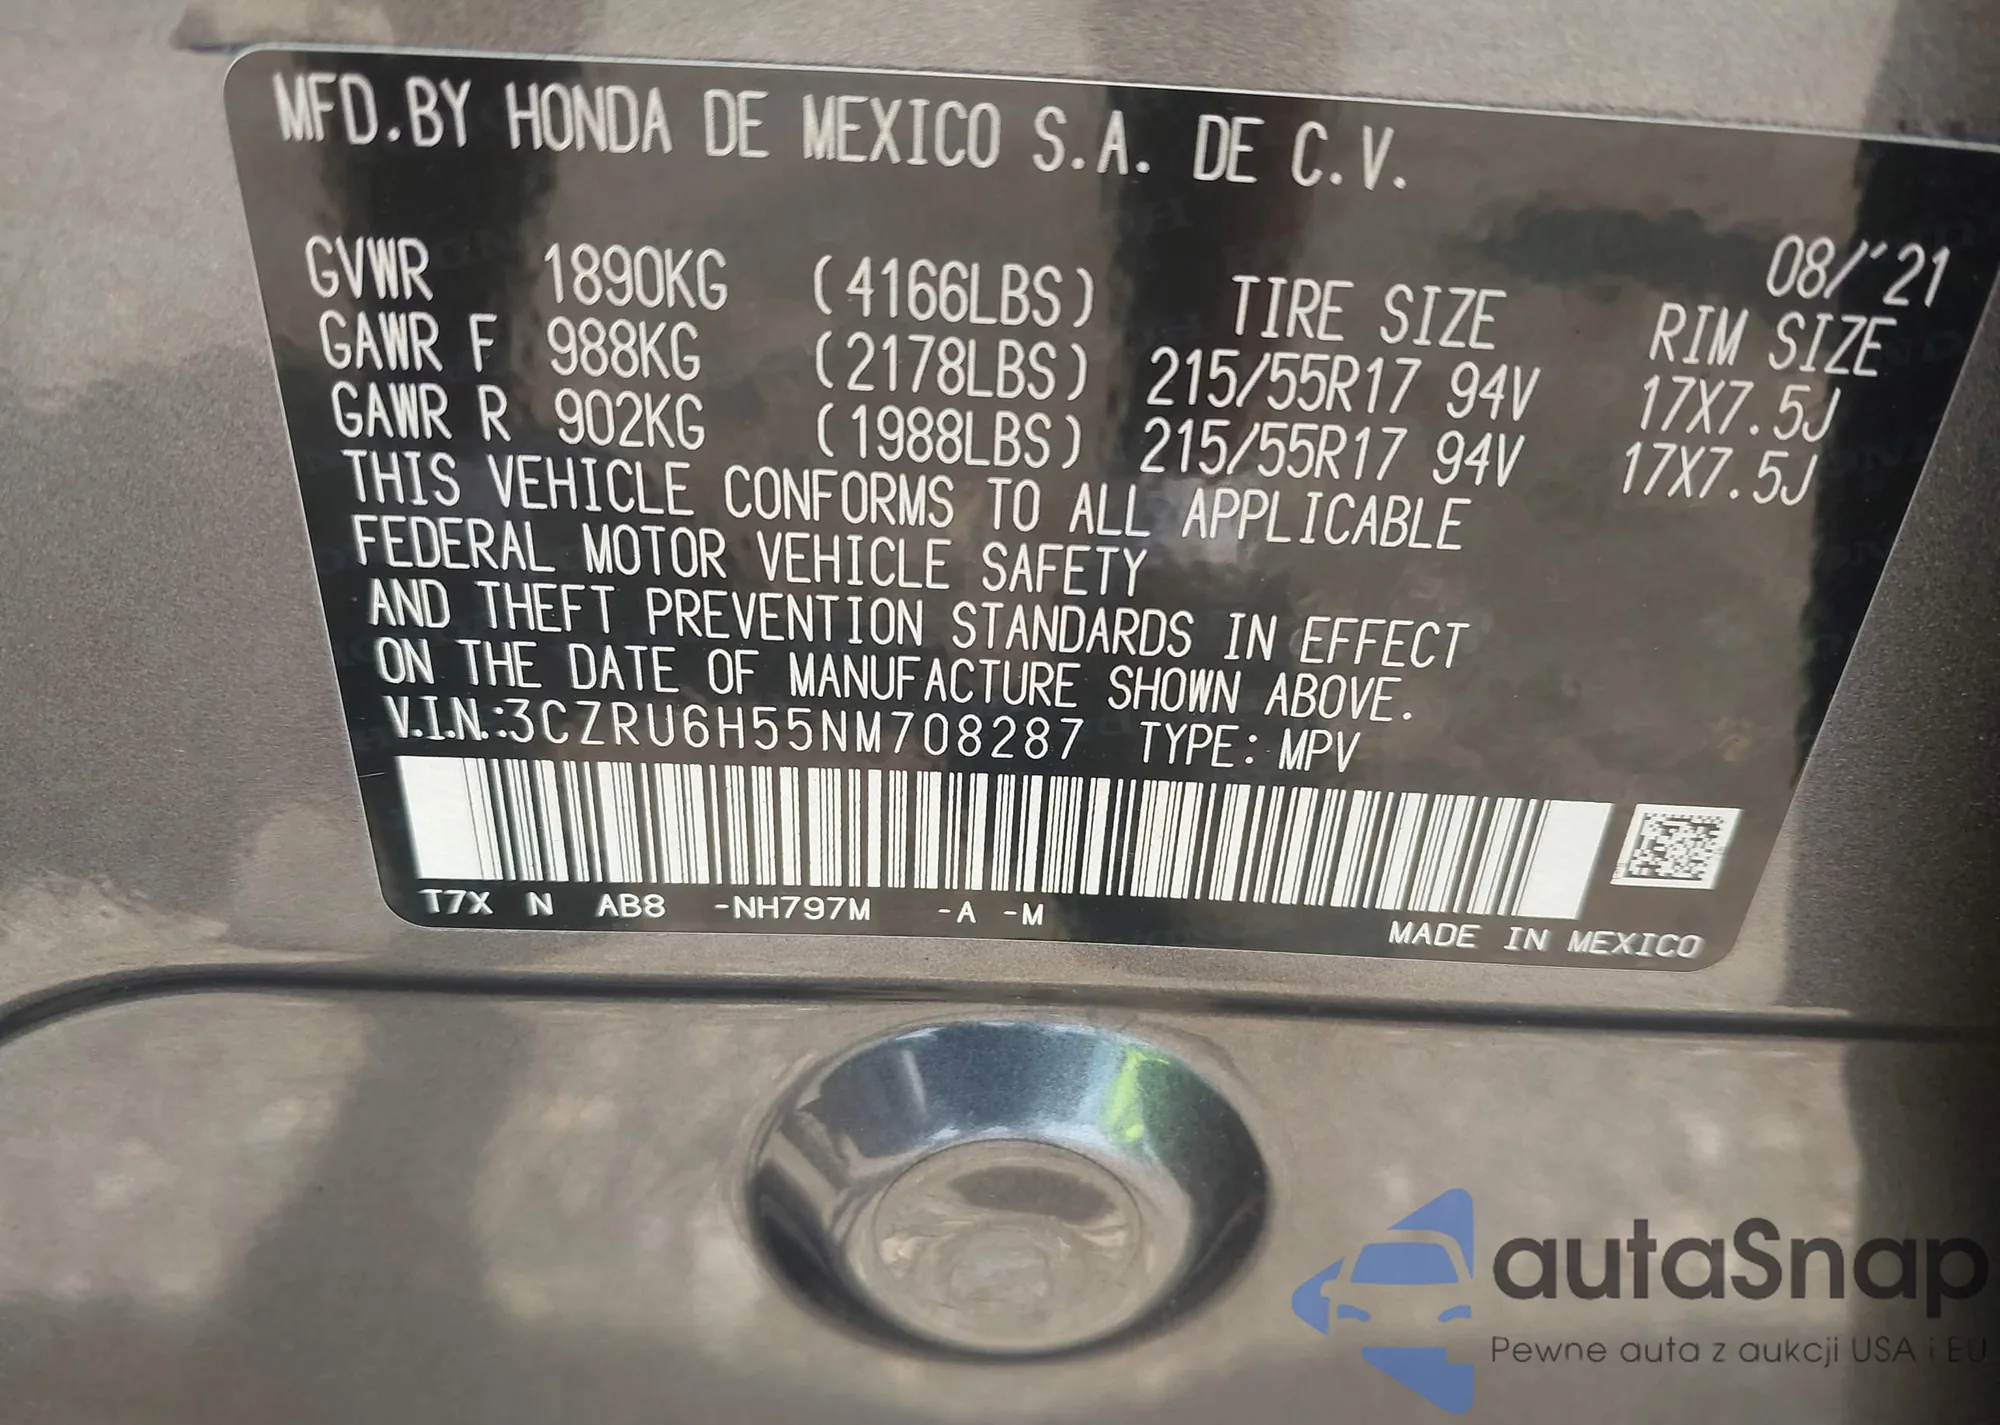 MFD.BY HONDA DE MEXICO S.A. DE C.V.
08/"21
GVWR 1890KG (4166LBS) TIRE SIZE RIM SIZE
GAWR F 988KG (2178LBS) 215/55R17 94V 17X7.5J
GAWR R 902KG (1988LBS) 215/55R17 94V 17X7.5J
THIS VEHICLE CONFORMS TO ALL APPLICABLE
FEDERAL MOTOR VEHICLE SAFETY
AND THEFT PREVENTION STANDARDS IN EFFECT
ON THE DATE OF MANUFACTURE SHOWN ABOVE.
V.I.N.:3CZRU6H55NM708287 TYPE: MPV
T7X N AB8 -NH797M -A -M
MADE IN MEXICO
autaSnap
Pewne auta z aukcji USA i EU